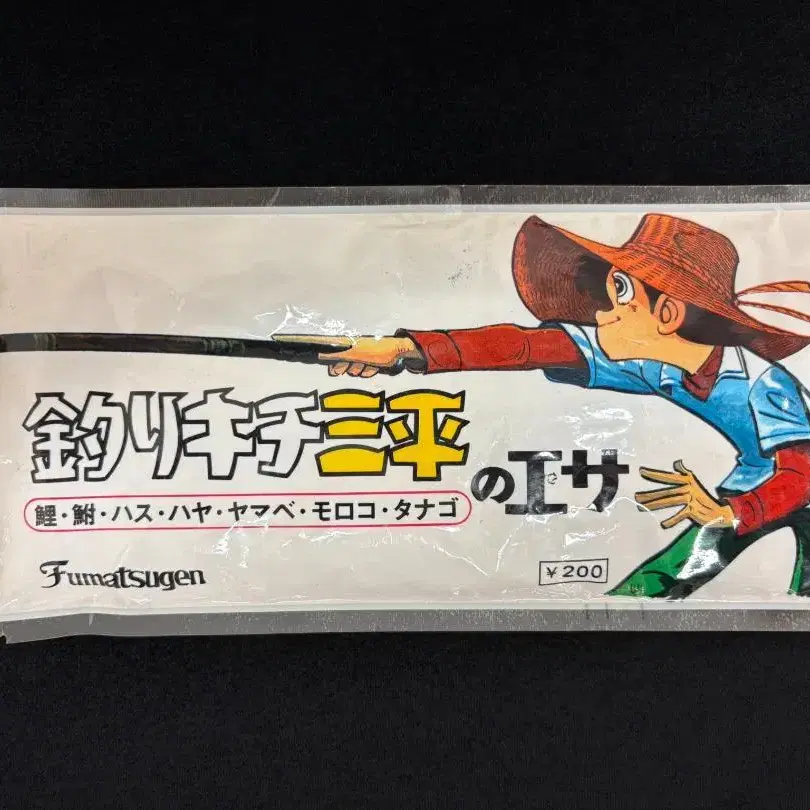 釣りキチ三平のエサ
鯉・鮒・ハス・ハヤ・ヤマベ・モロコ・タナゴ
Fumatsugen
¥200